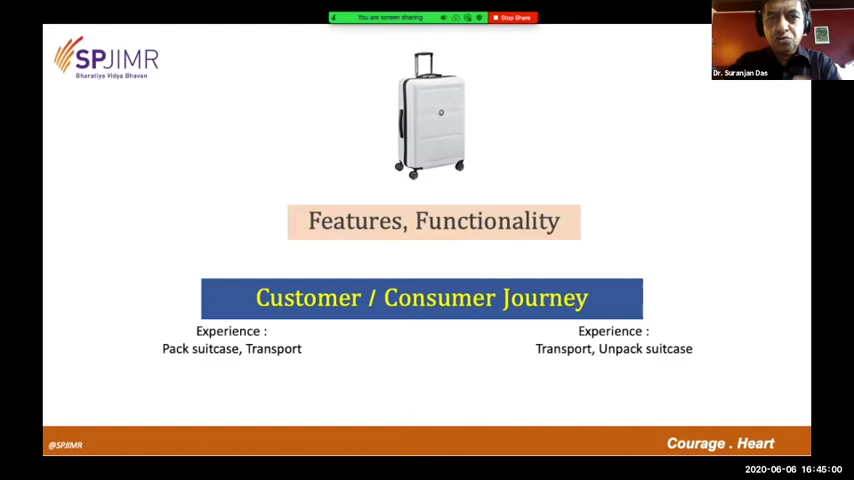 You are screen sharing
Stop Share
SPJIMR
Bharatiya Vidya Bhavan
Dr. Suranjan Das
Features, Functionality
Customer / Consumer Journey
Experience :
Pack suitcase, Transport
Experience :
Transport, Unpack suitcase
@SPJIMR
Courage . Heart
2020-06-06 16:45:00